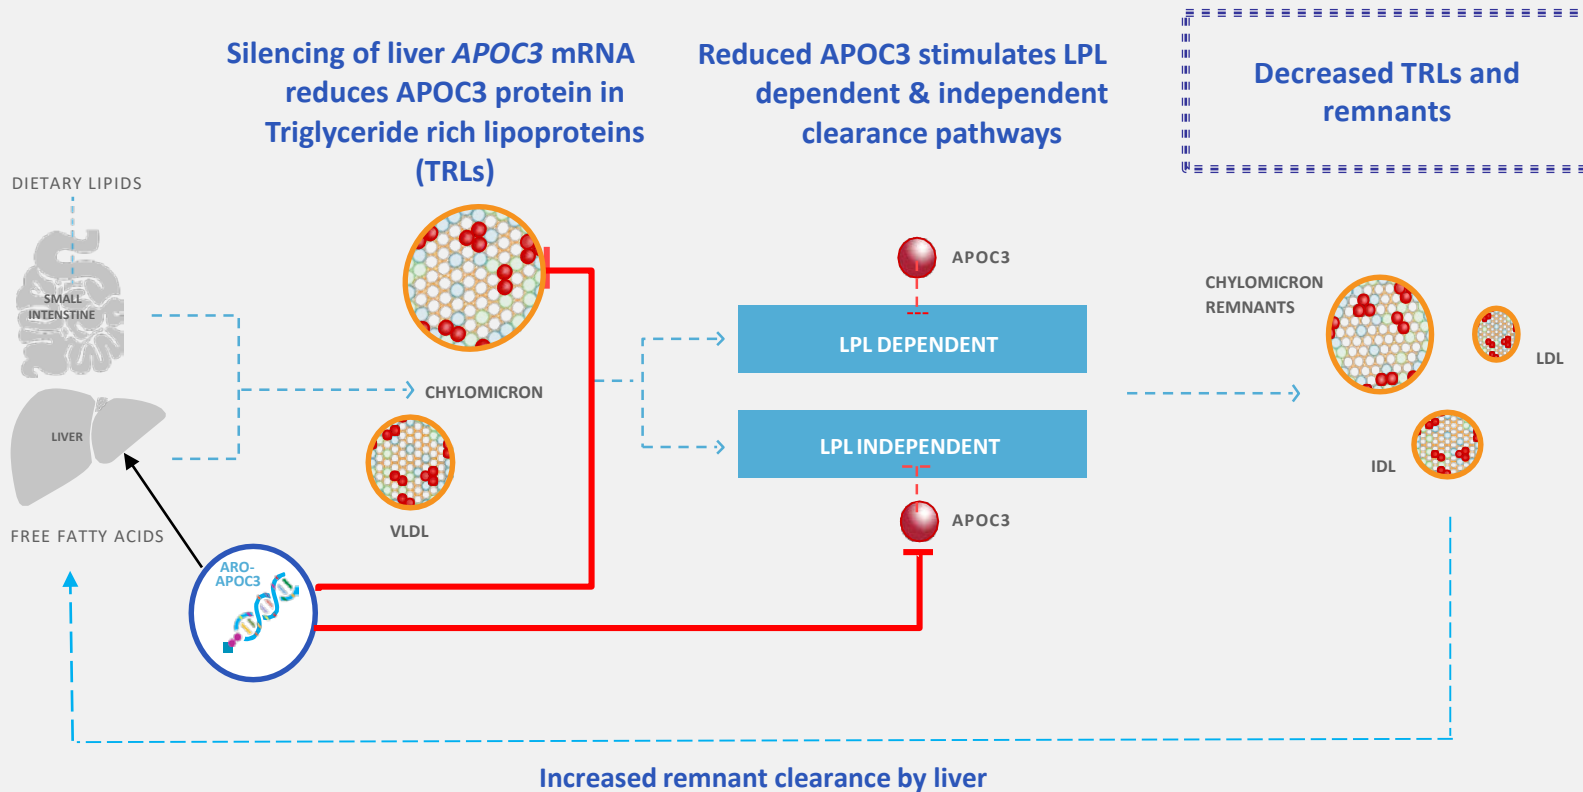 Silencing of liver APOC3 mRNA
reduces APOC3 protein in
Triglyceride rich lipoproteins
(TRLs)
Reduced APOC3 stimulates LPL
dependent & independent
clearance pathways
Decreased TRLs and
remnants
DIETARY LIPIDS
SMALL
INTENSTINE
LIVER
FREE FATTY ACIDS
ARO-
APOC3
CHYLOMICRON
VLDL
APOC3
LPL DEPENDENT
LPL INDEPENDENT
APOC3
CHYLOMICRON
REMNANTS
LDL
IDL
Increased remnant clearance by liver